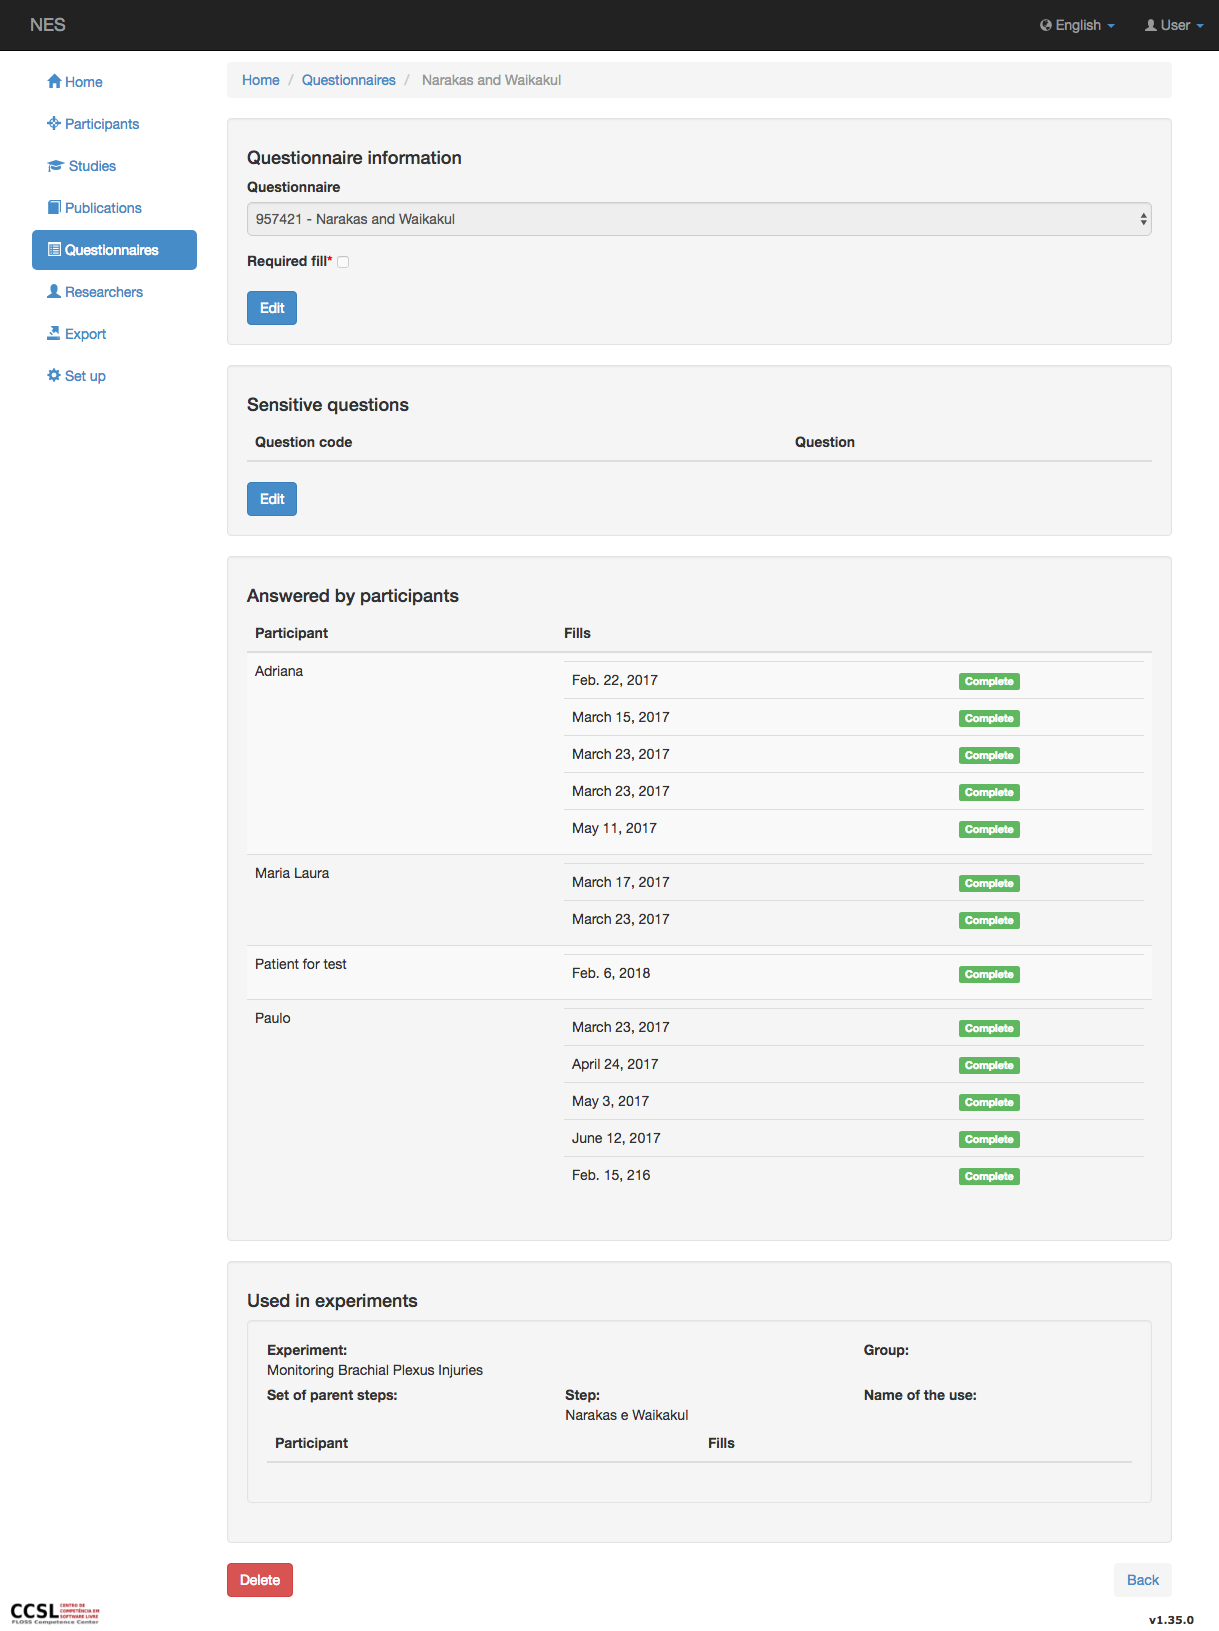 NES
English
User
Home
Participants
Studies
Publications
Questionnaires
Researchers
Export
Set up
Home / Questionnaires / Narakas and Waikakul
Questionnaire information
Questionnaire
957421 - Narakas and Waikakul
Required fill*
Edit
Sensitive questions
Question code Question
Edit
Answered by participants
Participant Fills
Adriana
Feb. 22, 2017 Complete
March 15, 2017 Complete
March 23, 2017 Complete
March 23, 2017 Complete
May 11, 2017 Complete
Maria Laura
March 17, 2017 Complete
March 23, 2017 Complete
Patient for test
Feb. 6, 2018 Complete
Paulo
March 23, 2017 Complete
April 24, 2017 Complete
May 3, 2017 Complete
June 12, 2017 Complete
Feb. 15, 216 Complete
Used in experiments
Experiment: Group:
Monitoring Brachial Plexus Injuries
Set of parent steps: Step: Name of the use:
Narakas e Waikakul
Participant Fills
Delete Back
CCSL CENTRO DE
COMPETÊNCIA EM
SOFTWARE LIVRE
FLOSS Competence Center
v1.35.0